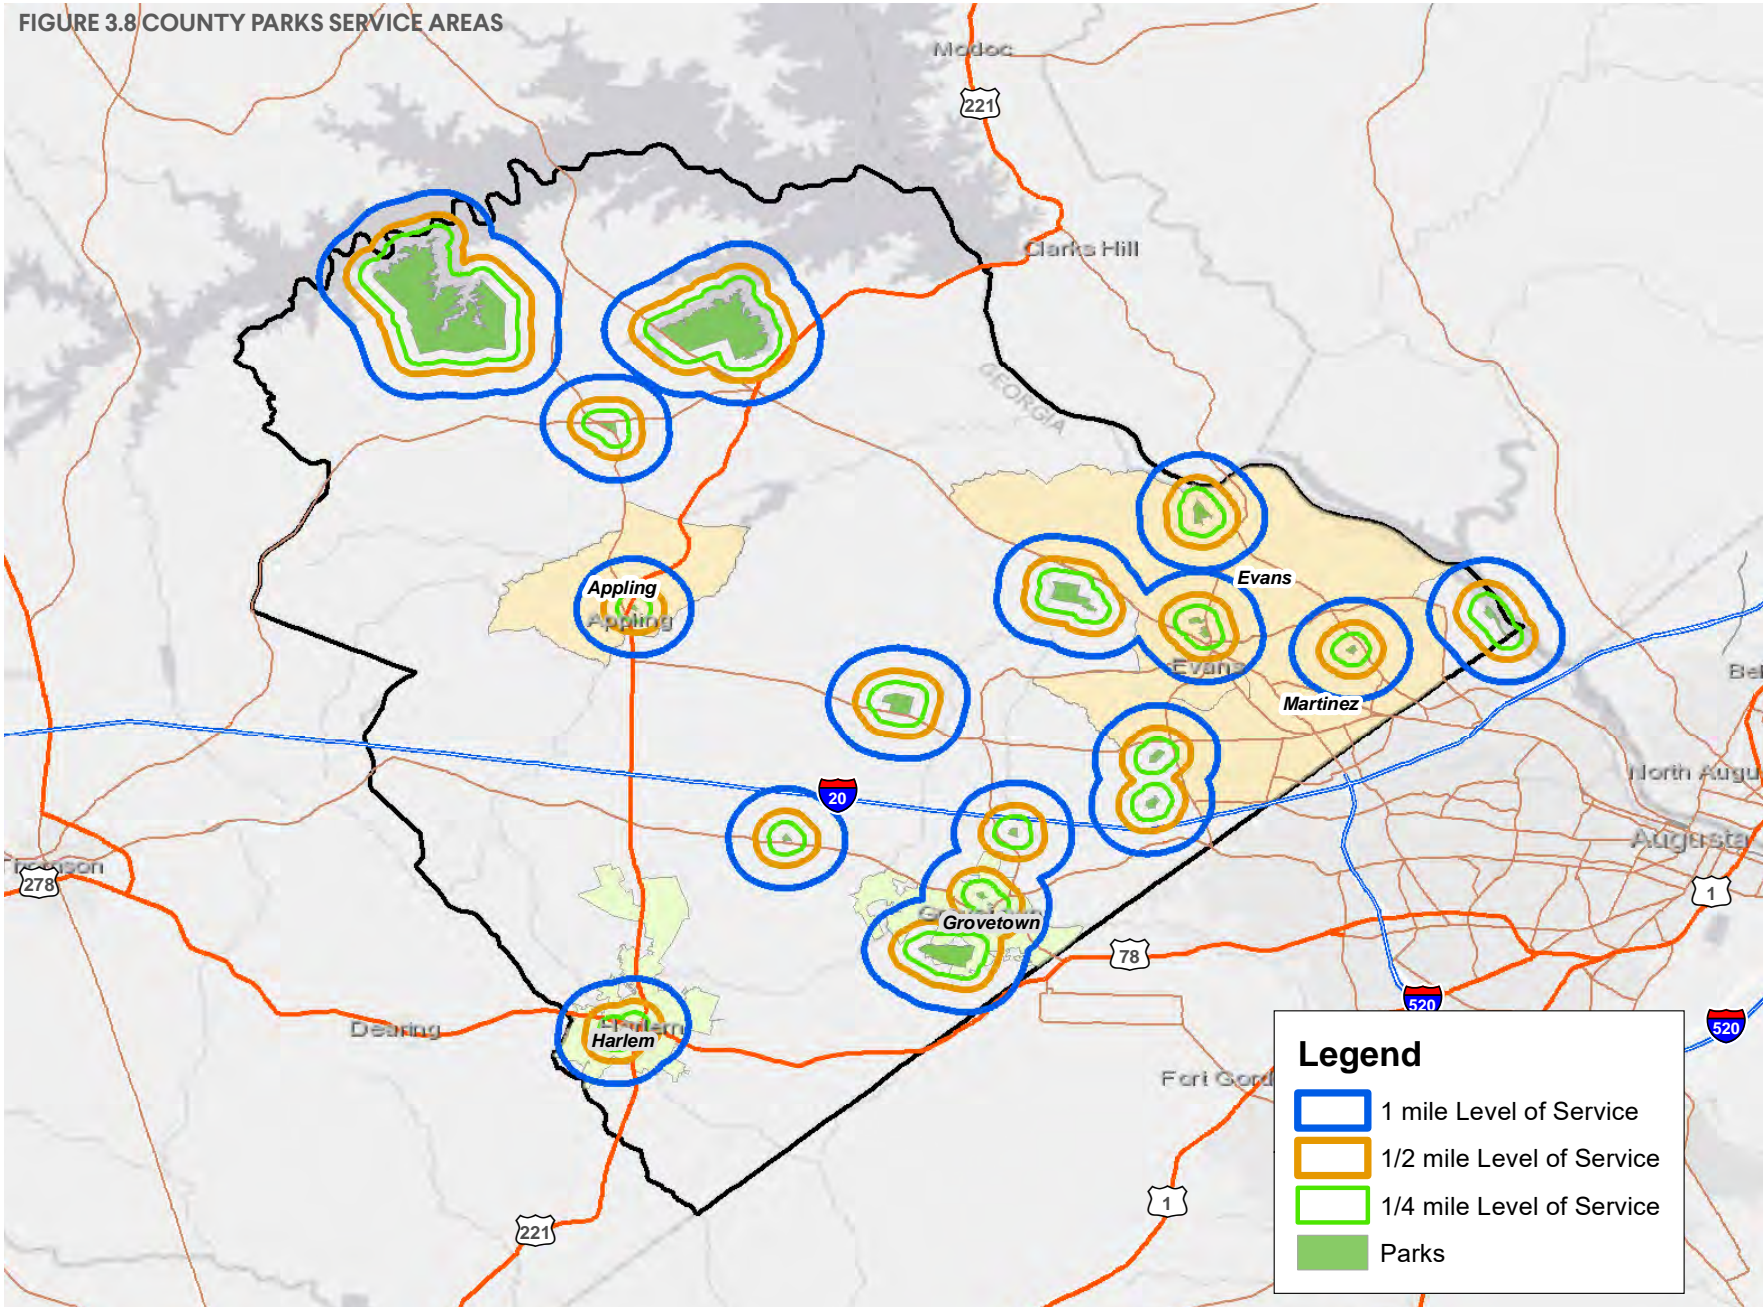 FIGURE 3.8 COUNTY PARKS SERVICE AREAS
Modoc
221
Clarks Hill
GEORGIA
Appling
Appling
Evans
Evans
Martinez
20
North Augu
Augusta
Thomson
278
1
Grovetown
78
520
520
Dearing
Harlem
Harlem
Fort Gord
Legend
1 mile Level of Service
1/2 mile Level of Service
1/4 mile Level of Service
Parks
1
221